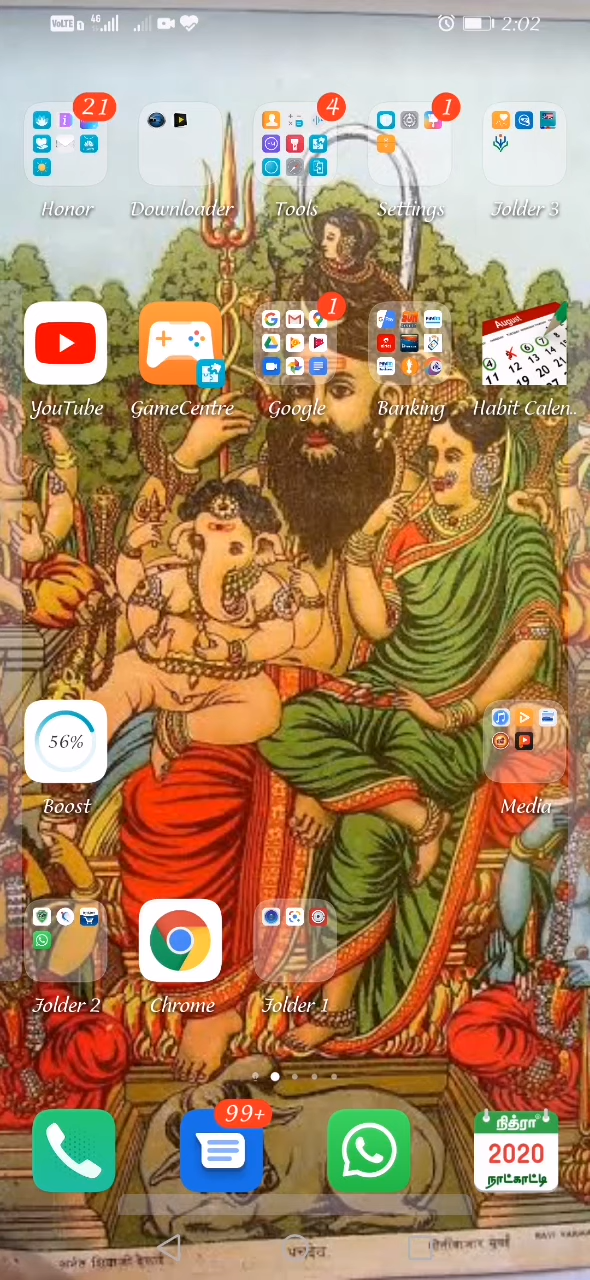 VoLTE 4G 2:02
21 4 1
Honor Downloader Tools Settings Folder 3
1
August
YouTube GameCentre Google Banking Habit Calen..
56%
Boost Media
Folder 2 Chrome Folder 1
99+
நித்ரா
2020
நாட்காட்டி